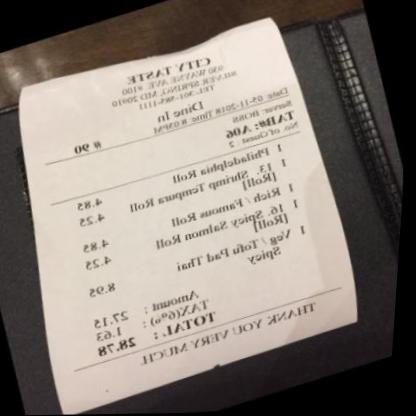 CITY TASTE
930 WAYNE AVE #100
SILVER SPRING, MD 20910
TEL:301-585-1111
Dine In
Date: 05-11-2018 Time: 8:05PM
Server: BOSS
TAB#: A06 # 90
No. of Guest 2
1 Philadelphia Roll 4.85
1 13. Shrimp Tempura Roll 4.25
[Roll]
1 Rich / Famous Roll 4.85
1 16. Spicy Salmon Roll 4.25
[Roll]
1 Veg / Tofu Pad Thai 8.95
Spicy
Amount : 27.15
TAX(6%) : 1.63
TOTAL : 28.78
THANK YOU VERY MUCH